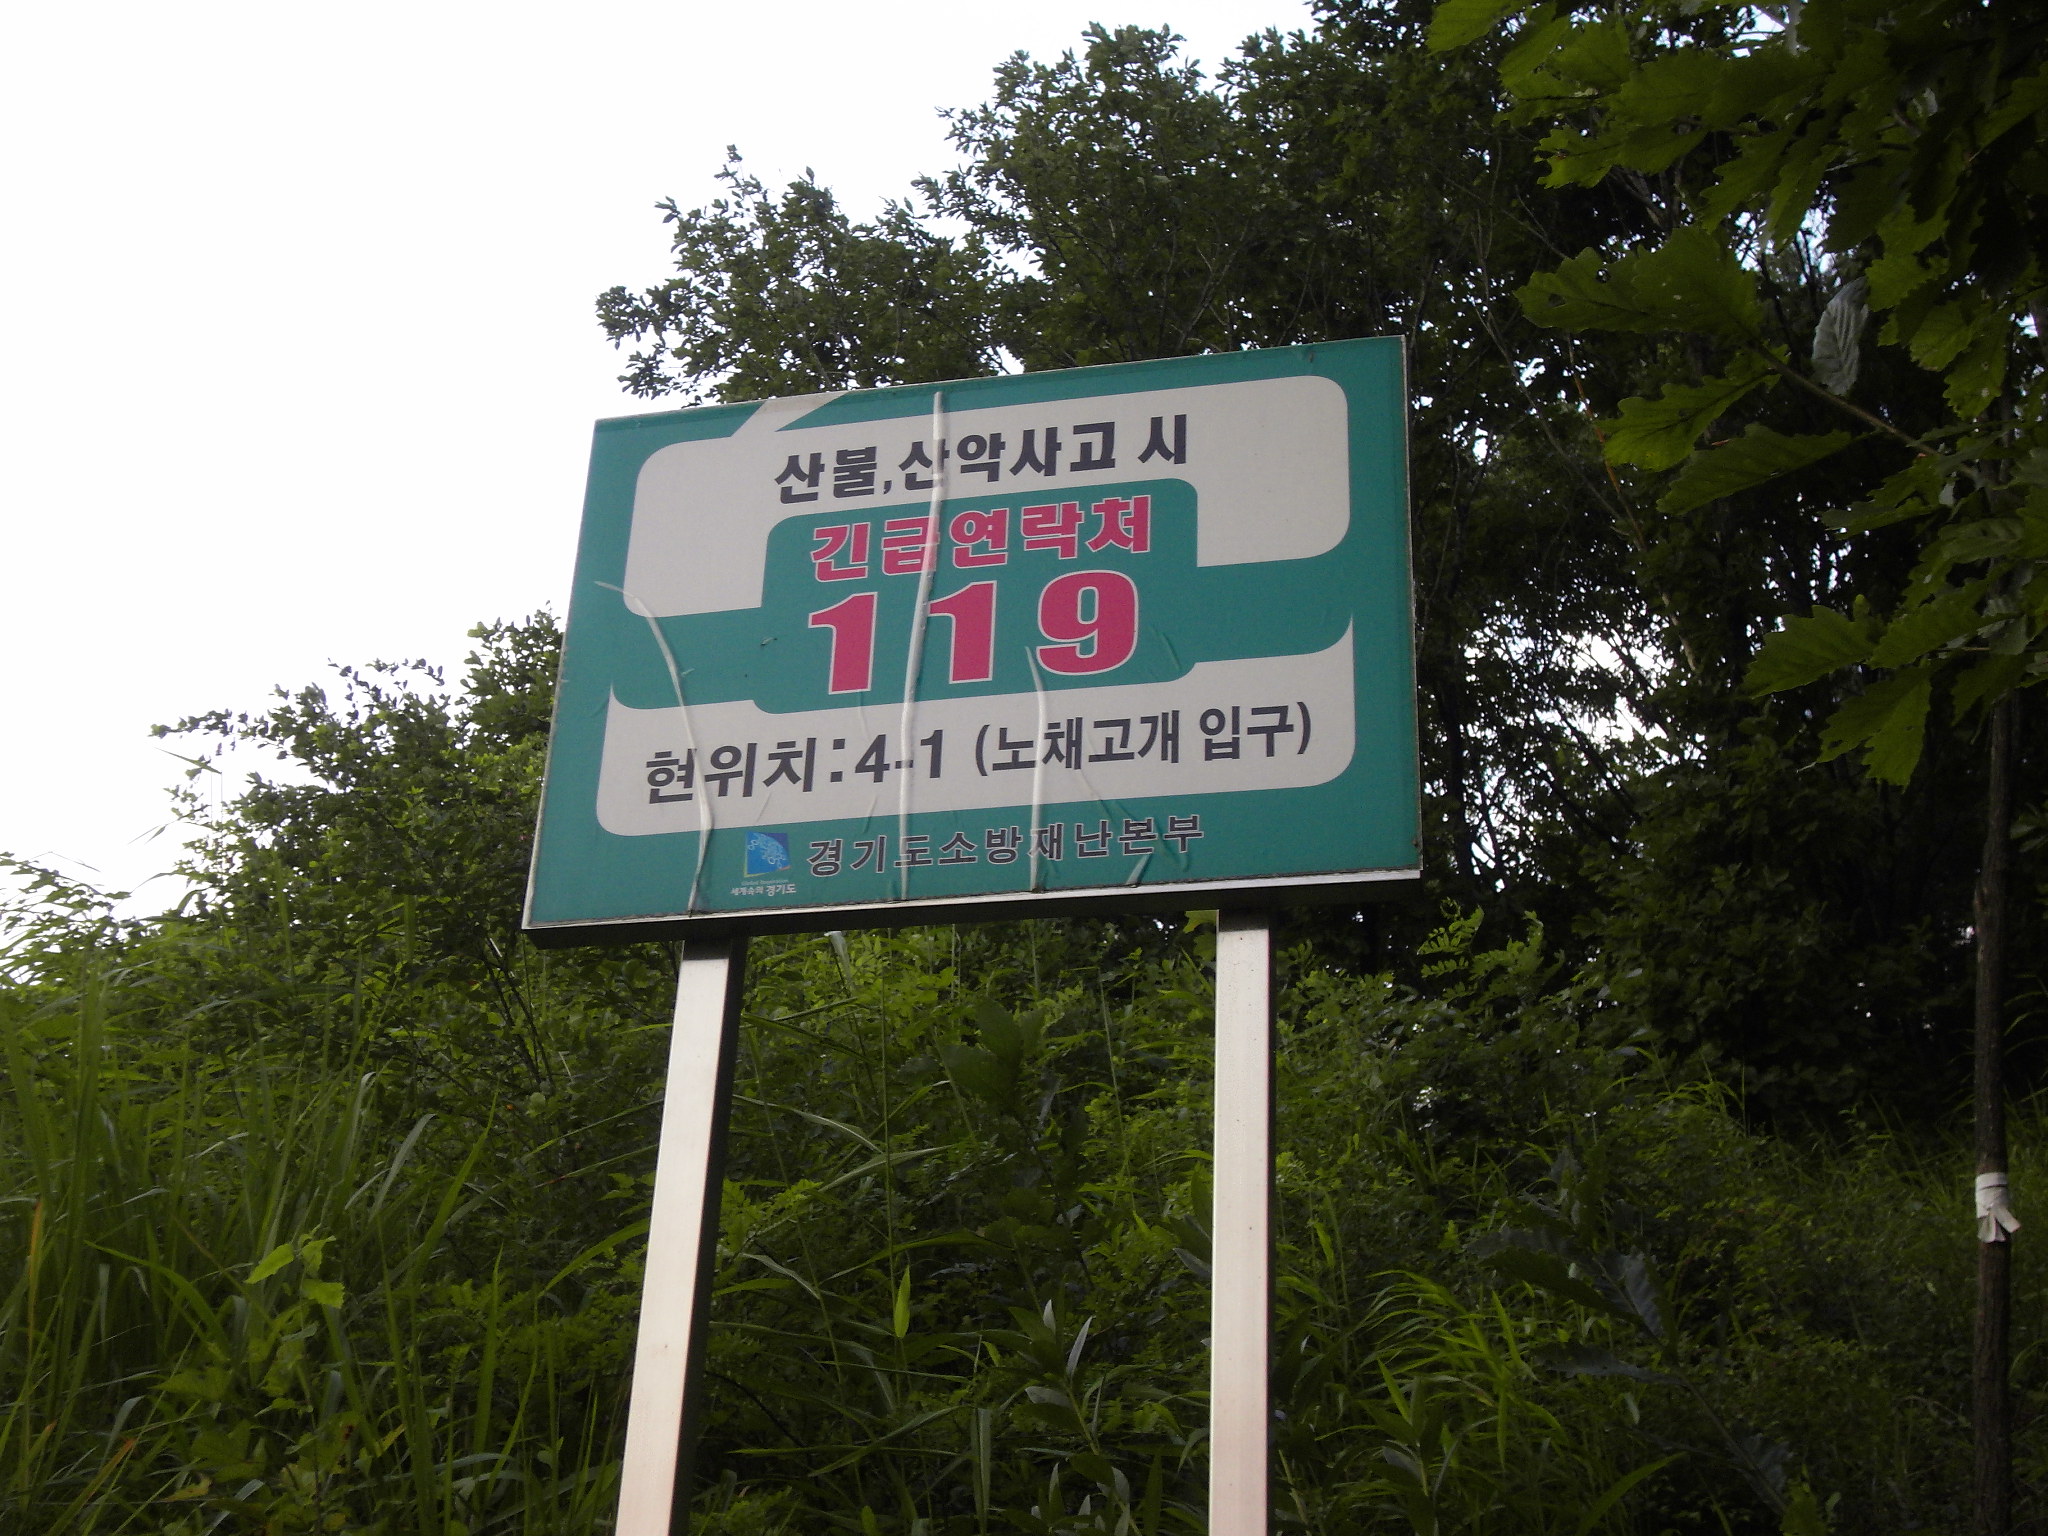 산불,산악사고 시
긴급연락처
119
현위치:4-1 (노채고개 입구)
경기도소방재난본부
세계속의 경기도